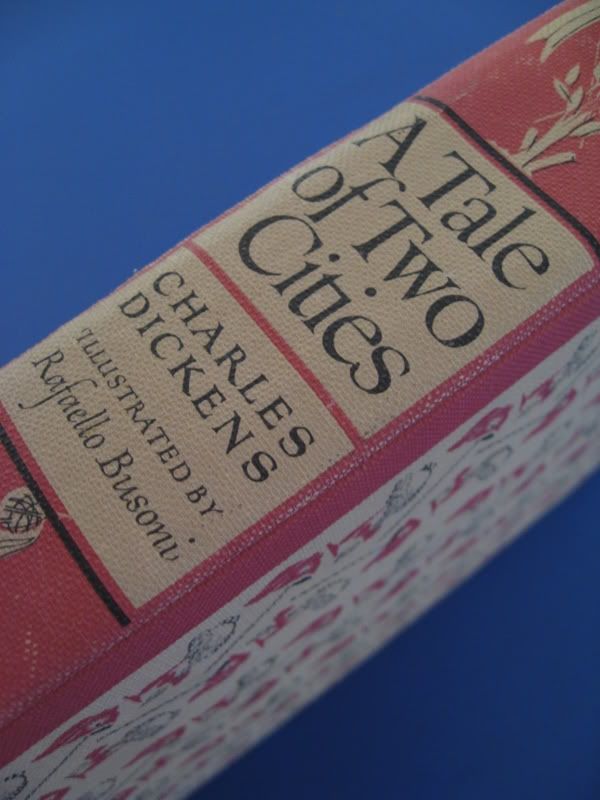 A Tale
of Two
Cities
CHARLES
DICKENS
ILLUSTRATED BY
Rafaello Busoni